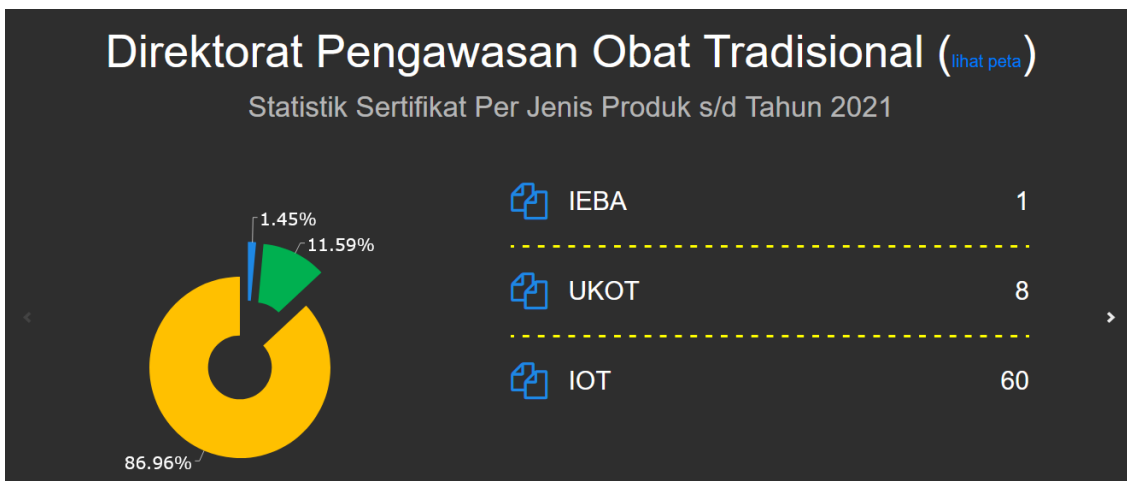 Direktorat Pengawasan Obat Tradisional (lihat peta)
Statistik Sertifikat Per Jenis Produk s/d Tahun 2021
1.45%
11.59%
86.96%
IEBA 1
UKOT 8
IOT 60